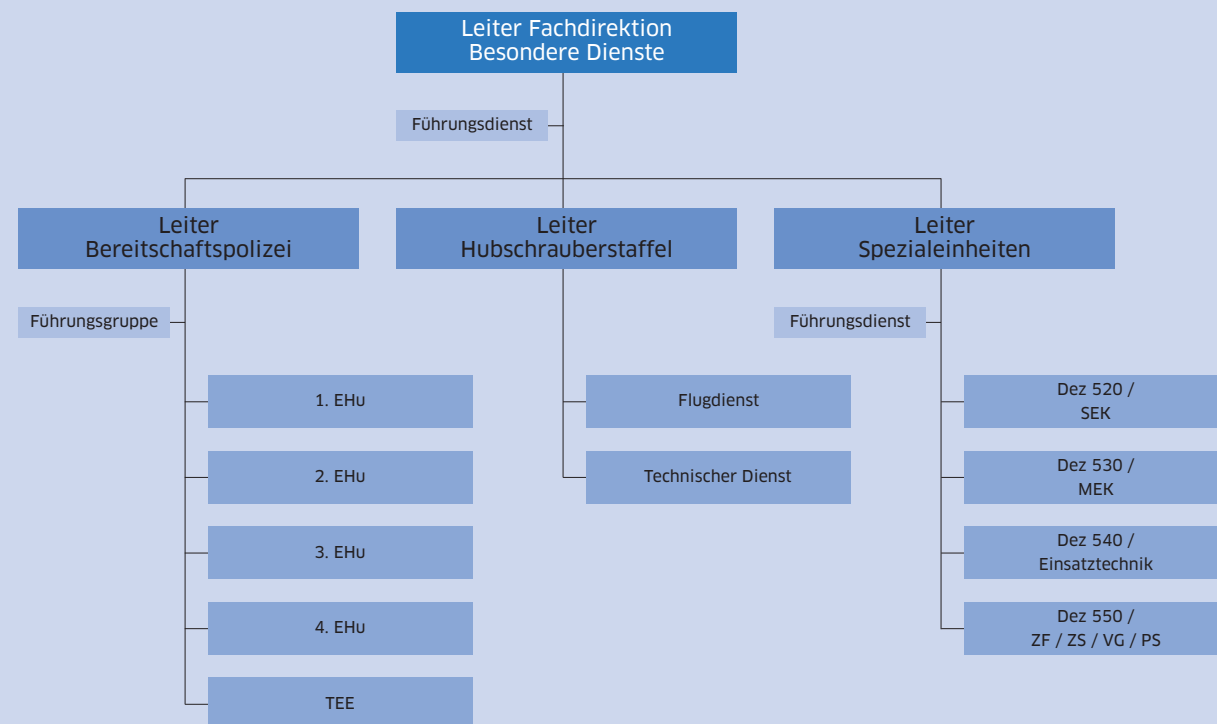 Leiter Fachdirektion
Besondere Dienste
Führungsdienst
Leiter
Bereitschaftspolizei
Leiter
Hubschrauberstaffel
Leiter
Spezialeinheiten
Führungsgruppe
Führungsdienst
1. EHu
Flugdienst
Dez 520 /
SEK
2. EHu
Technischer Dienst
Dez 530 /
MEK
3. EHu
Dez 540 /
Einsatztechnik
4. EHu
Dez 550 /
ZF / ZS / VG / PS
TEE